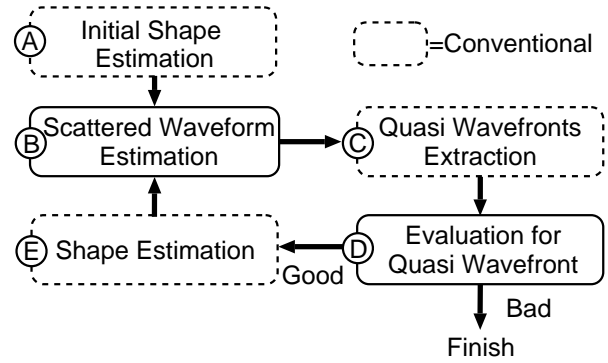 A
Initial Shape
Estimation
=Conventional
B
Scattered Waveform
Estimation
C
Quasi Wavefronts
Extraction
E
Shape Estimation
Good
D
Evaluation for
Quasi Wavefront
Bad
Finish